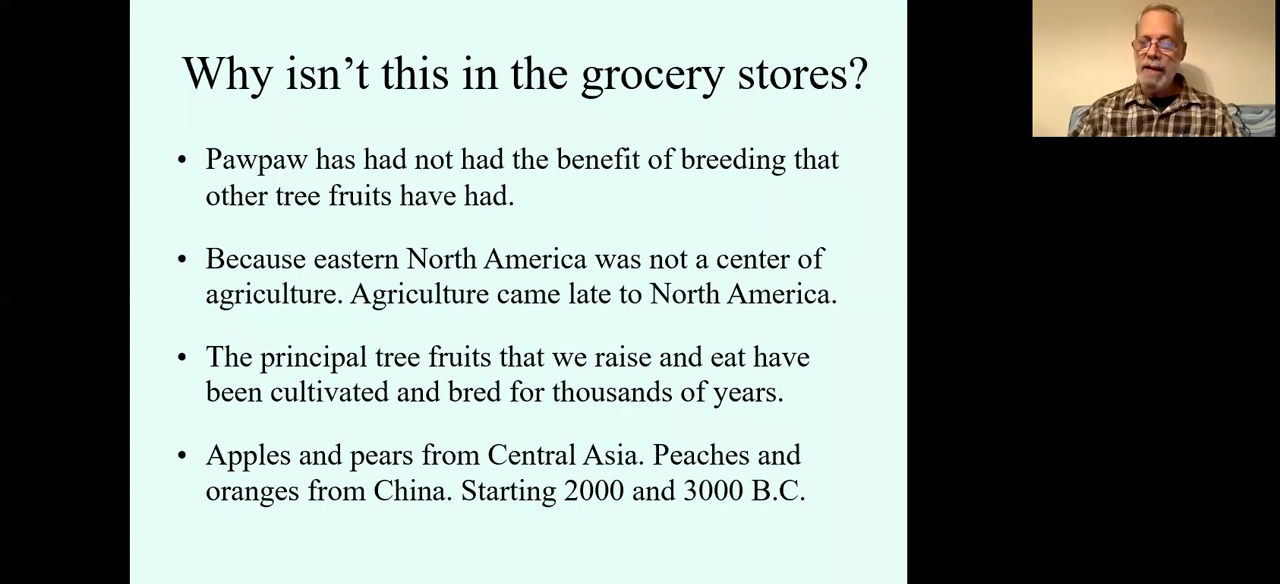 Why isn’t this in the grocery stores?
• Pawpaw has had not had the benefit of breeding that
other tree fruits have had.
• Because eastern North America was not a center of
agriculture. Agriculture came late to North America.
• The principal tree fruits that we raise and eat have
been cultivated and bred for thousands of years.
• Apples and pears from Central Asia. Peaches and
oranges from China. Starting 2000 and 3000 B.C.